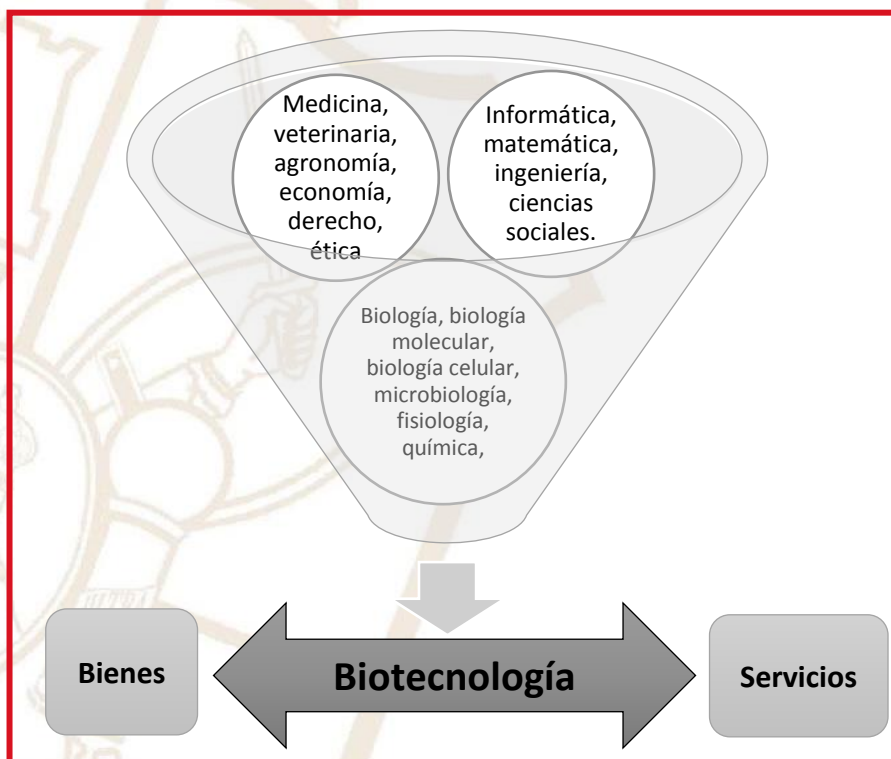 Medicina,
veterinaria,
agronomía,
economía,
derecho,
ética
Informática,
matemática,
ingeniería,
ciencias
sociales.
Biología, biología
molecular,
biología celular,
microbiología,
fisiología,
química,
Bienes
Biotecnología
Servicios